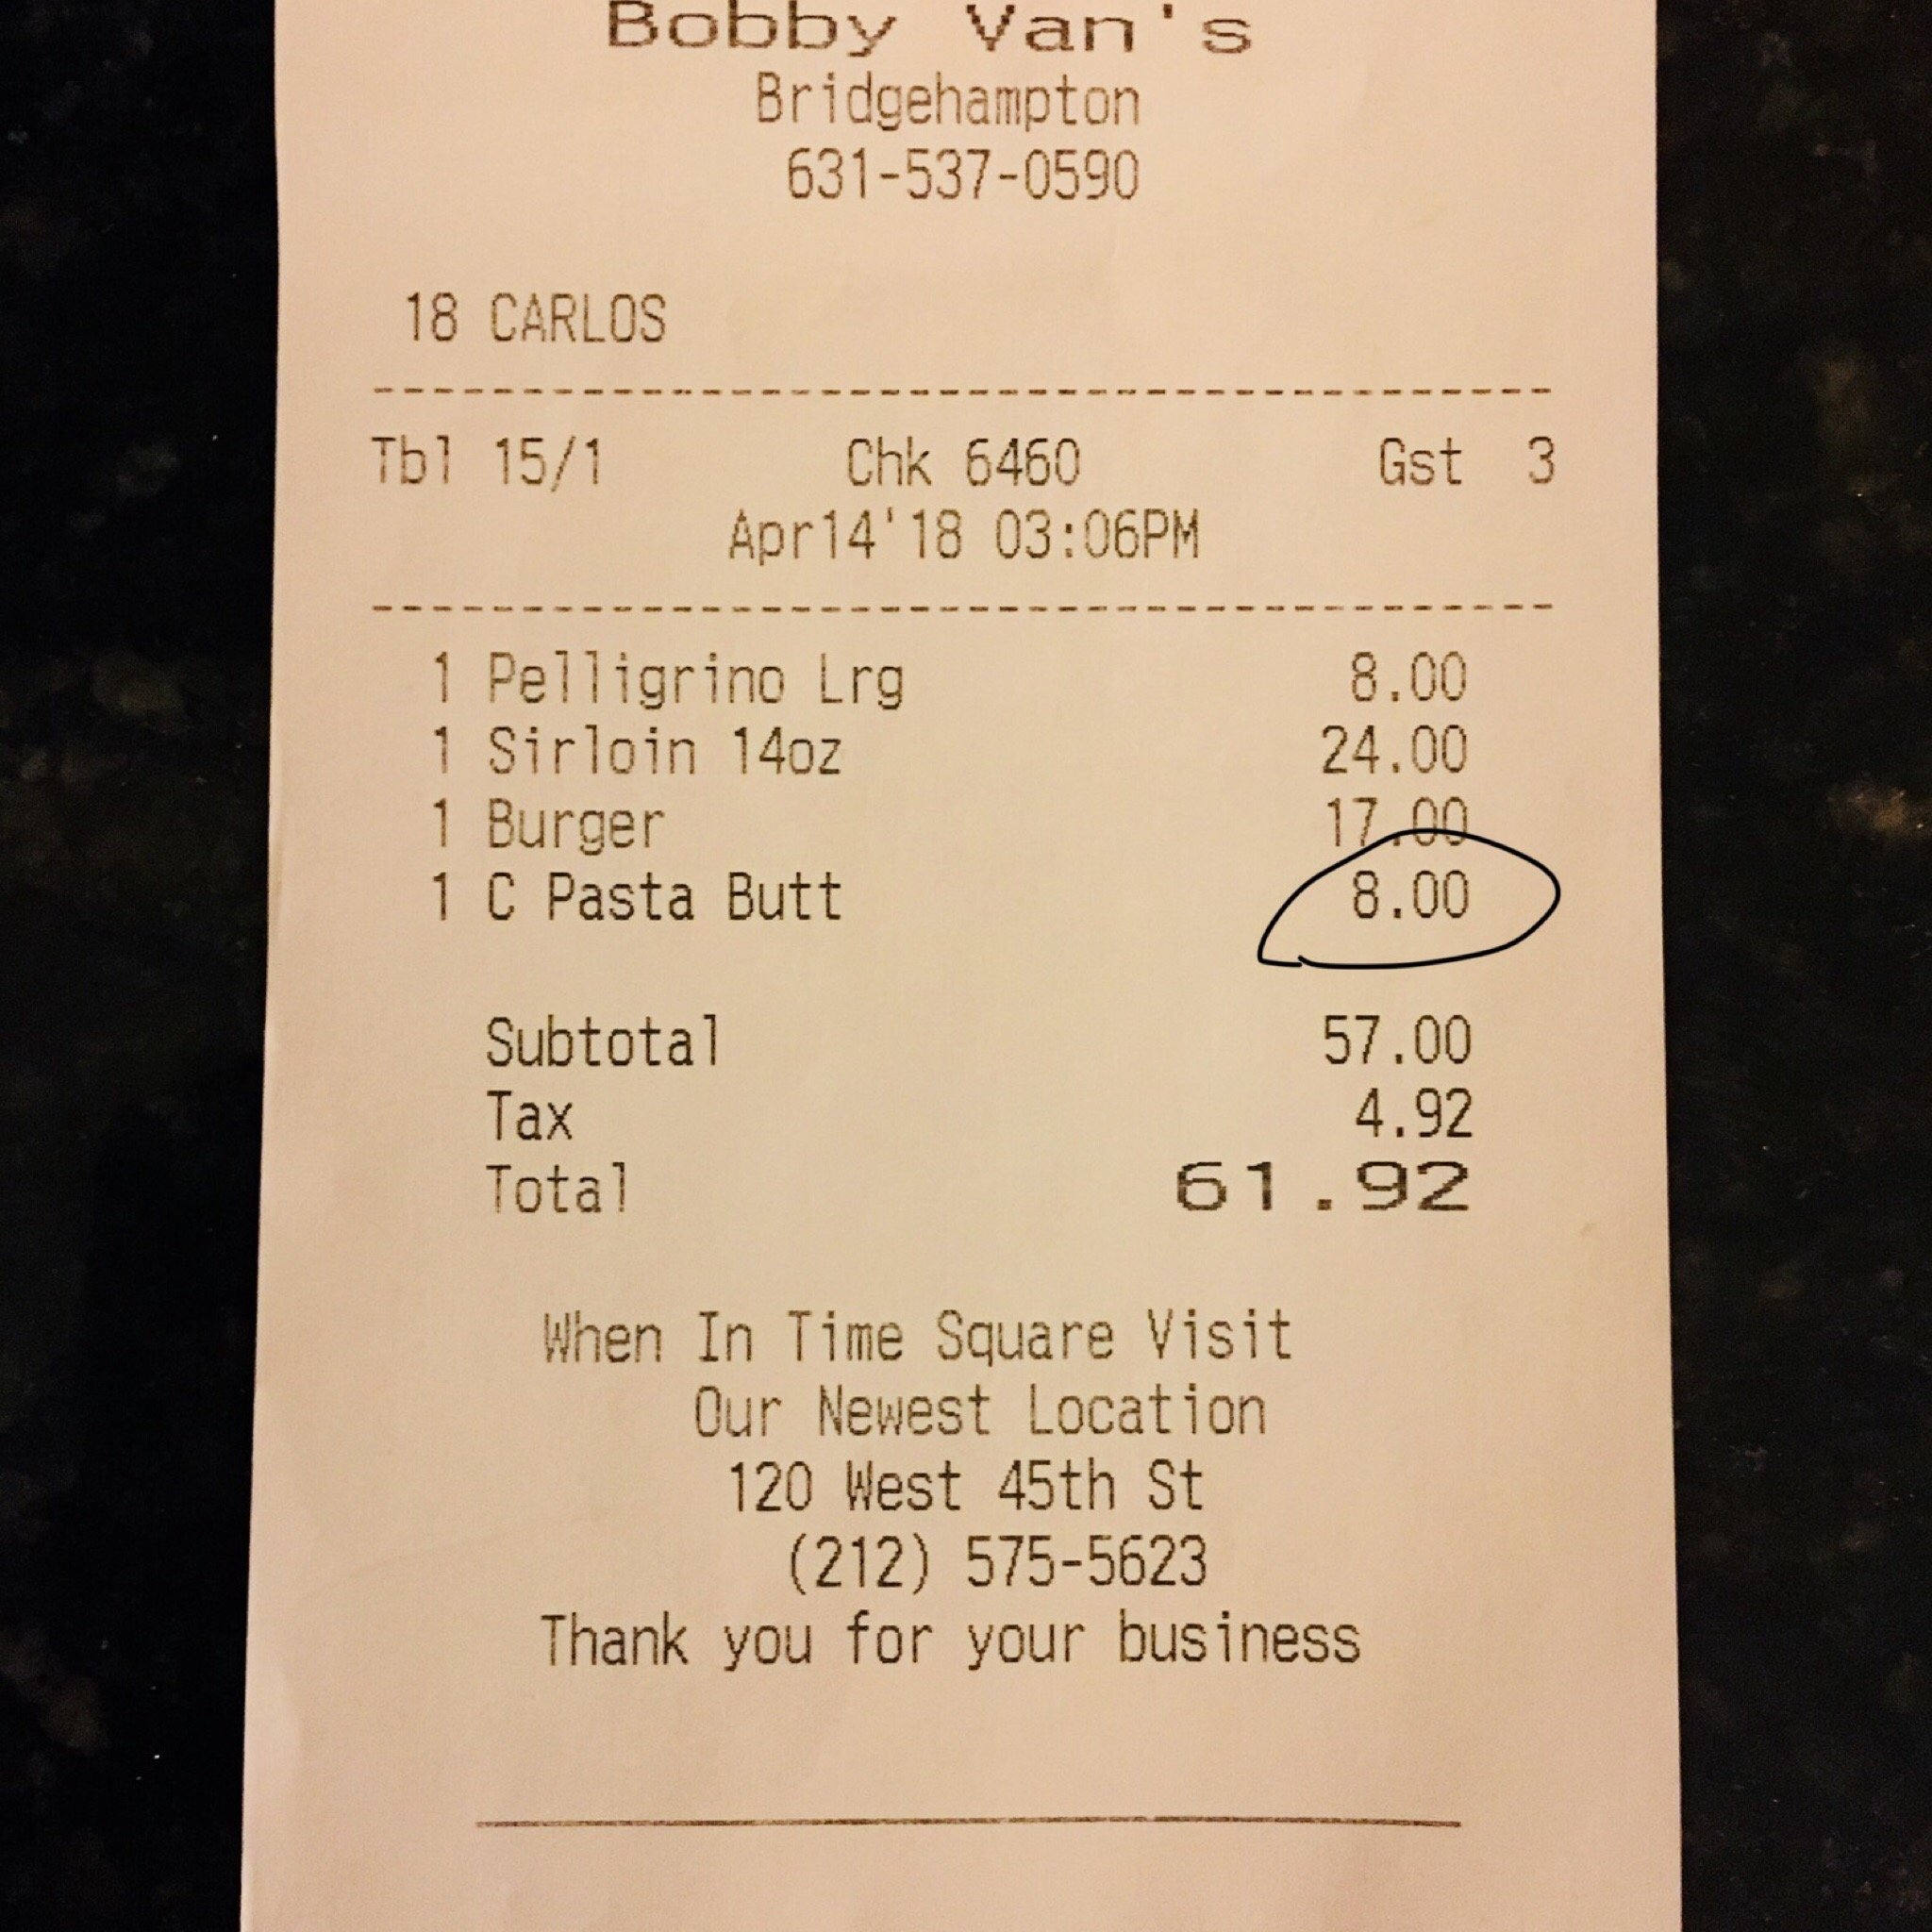 Bobby Van's
Bridgehampton
631-537-0590
18 CARLOS
Tbl 15/1 Chk 6460 Gst 3
Apr14'18 03:06PM
1 Pelligrino Lrg 8.00
1 Sirloin 14oz 24.00
1 Burger 17.00
1 C Pasta Butt 8.00
Subtotal 57.00
Tax 4.92
Total 61.92
When In Time Square Visit
Our Newest Location
120 West 45th St
(212) 575-5623
Thank you for your business